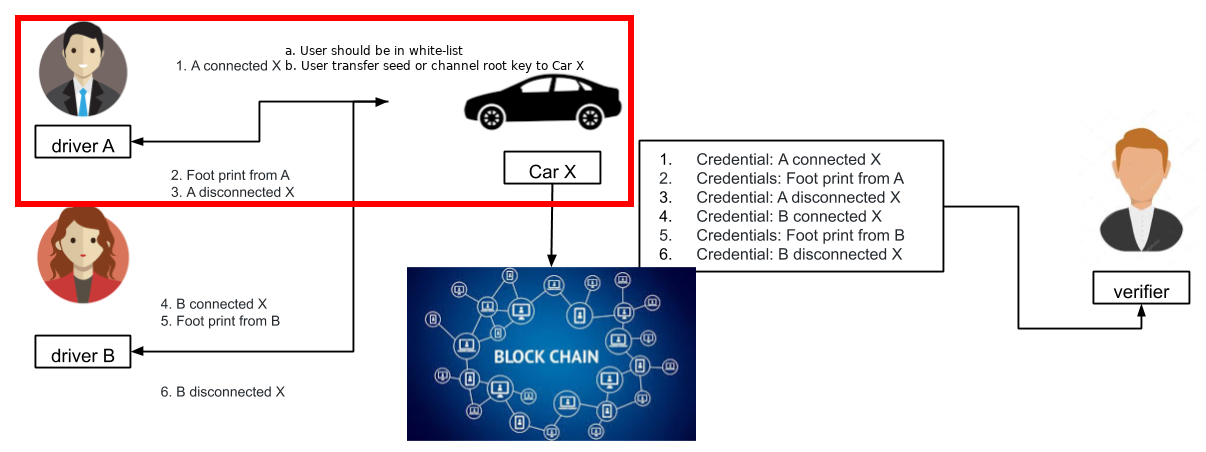 a. User should be in white-list
1. A connected X
b. User transfer seed or channel root key to Car X
driver A
Car X
2. Foot print from A
3. A disconnected X
4. B connected X
5. Foot print from B
driver B
6. B disconnected X
BLOCK CHAIN
1. Credential: A connected X
2. Credentials: Foot print from A
3. Credential: A disconnected X
4. Credential: B connected X
5. Credentials: Foot print from B
6. Credential: B disconnected X
verifier